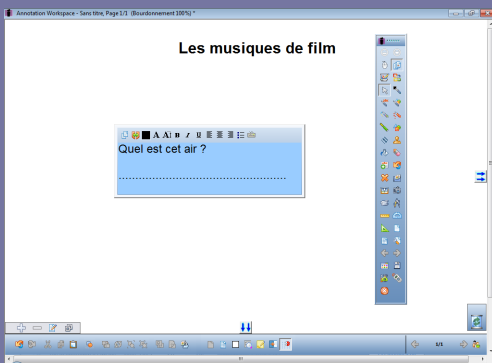 Annotation Workspace - Sans titre, Page 1/1 (Bourdonnement 100%) *
Les musiques de film
A A B I U
Quel est cet air ?
......................................................
1/1